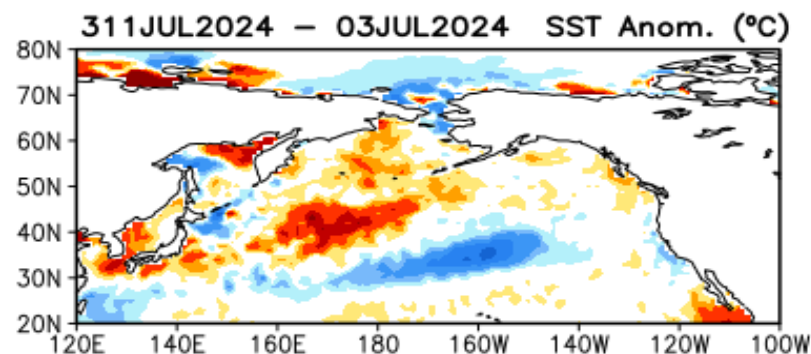 311JUL2024 – 03JUL2024 SST Anom. (ºC)
80N
70N
60N
50N
40N
30N
20N
120E 140E 160E 180 160W 140W 120W 100W